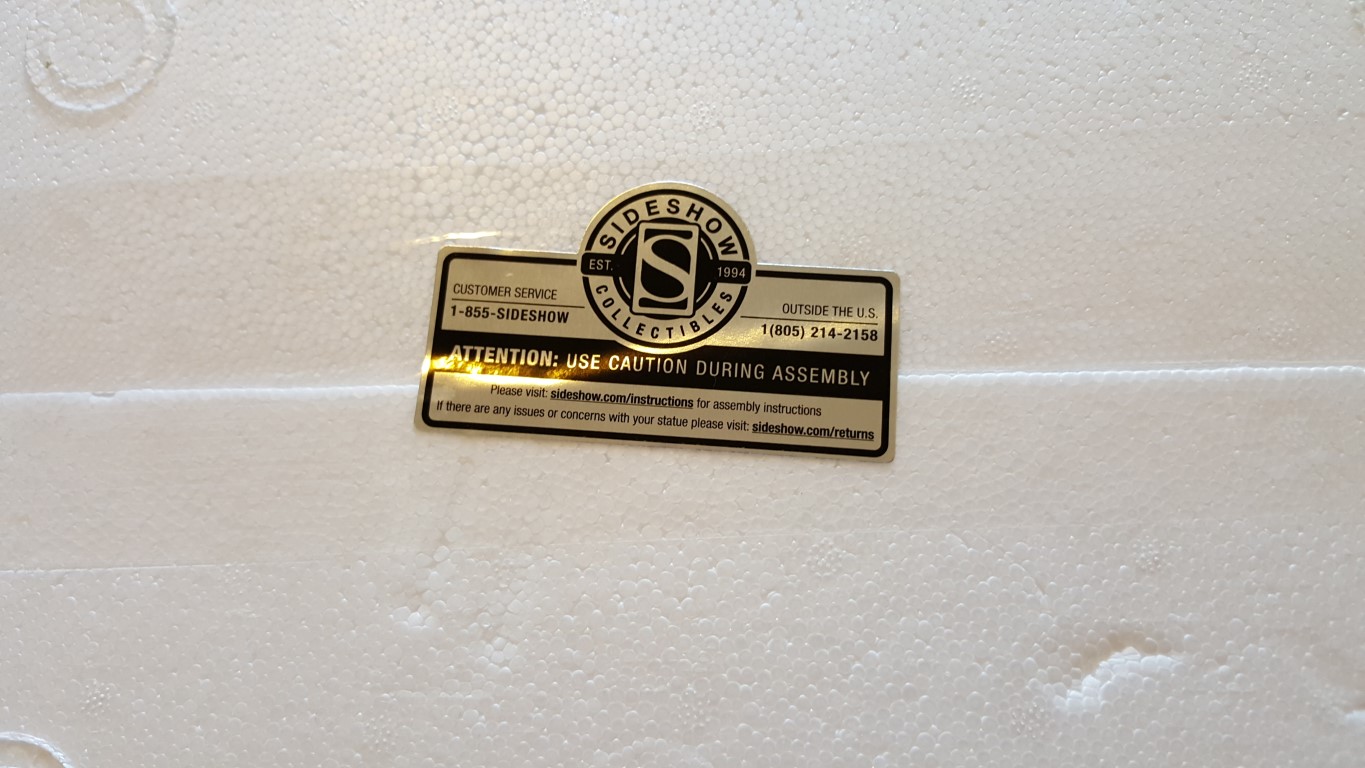 SIDESHOW
S
EST. 1994
COLLECTIBLES
CUSTOMER SERVICE
1-855-SIDESHOW
OUTSIDE THE U.S.
1(805) 214-2158
ATTENTION: USE CAUTION DURING ASSEMBLY
Please visit: sideshow.com/instructions for assembly instructions
If there are any issues or concerns with your statue please visit: sideshow.com/returns